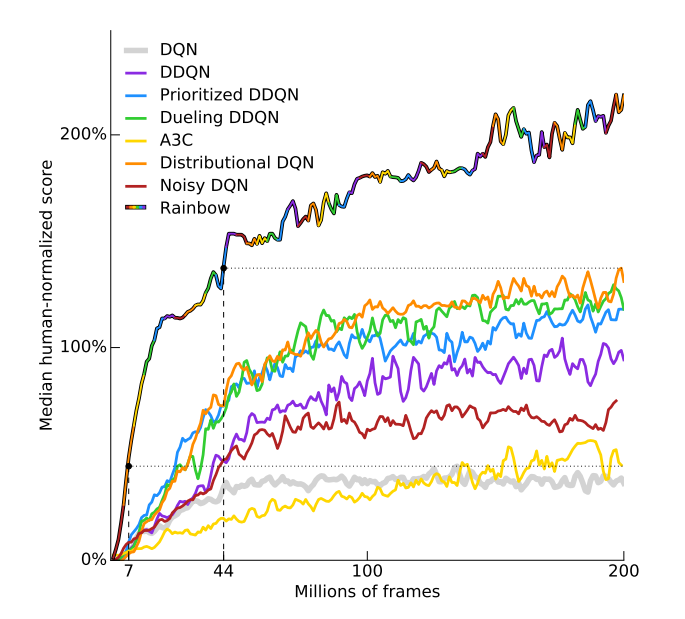 DQN
DDQN
Prioritized DDQN
Dueling DDQN
A3C
Distributional DQN
Noisy DQN
Rainbow
200%
100%
0%
Median human-normalized score
7 44 100 200
Millions of frames